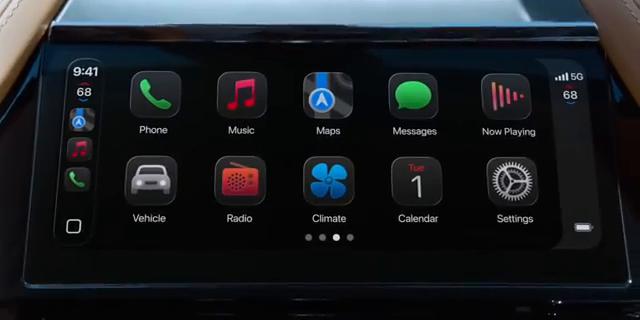 9:41
68
Phone
Music
Maps
Messages
Now Playing
5G
68
Vehicle
Radio
Tue
1
Climate
Calendar
Settings